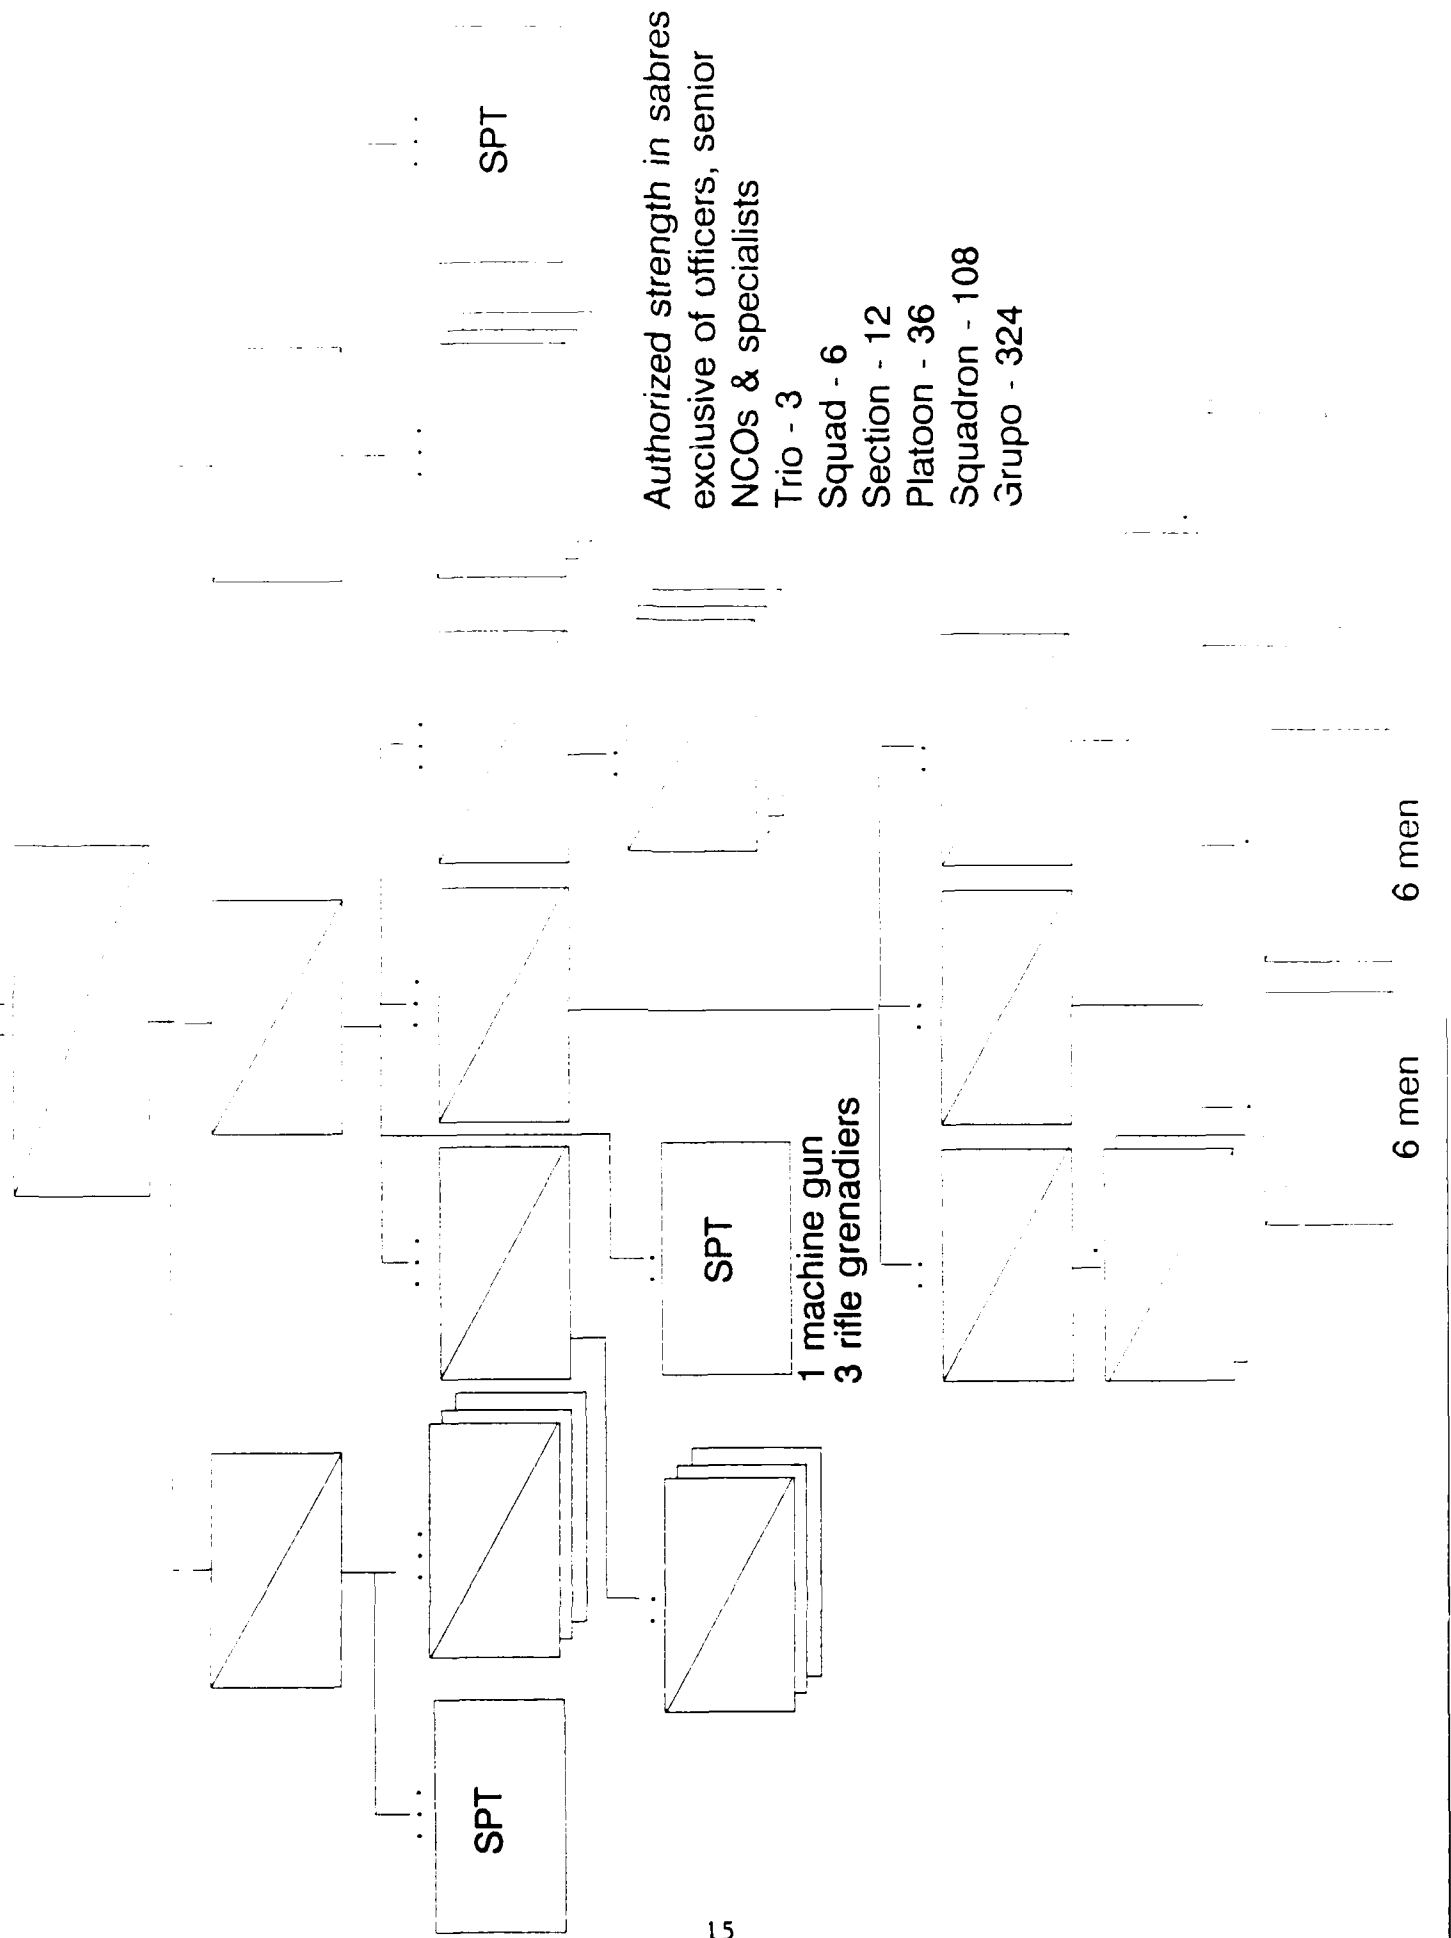 SPT
SPT
1 machine gun
3 rifle grenadiers
SPT
Authorized strength in sabres
exclusive of officers, senior
NCOs & specialists
Trio - 3
Squad - 6
Section - 12
Platoon - 36
Squadron - 108
Grupo - 324
6 men
6 men
15